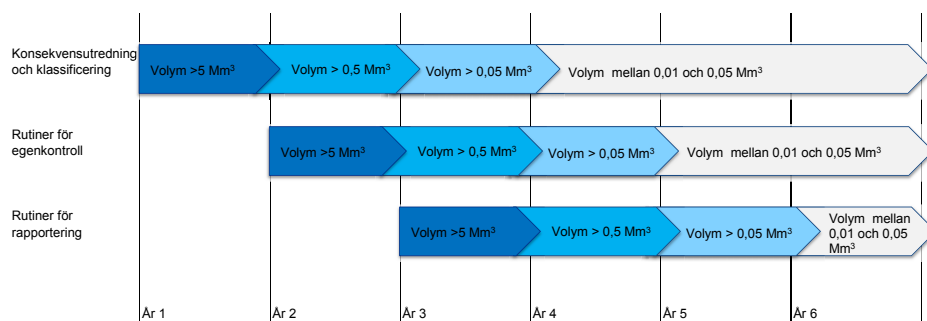 Konsekvensutredning
och klassificering
Volym >5 Mm³
Volym > 0,5 Mm³
Volym > 0,05 Mm³
Volym mellan 0,01 och 0,05 Mm³
Rutiner för
egenkontroll
Volym >5 Mm³
Volym > 0,5 Mm³
Volym > 0,05 Mm³
Volym mellan 0,01 och 0,05 Mm³
Rutiner för
rapportering
Volym >5 Mm³
Volym > 0,5 Mm³
Volym > 0,05 Mm³
Volym mellan
0,01 och 0,05
Mm³
År 1
År 2
År 3
År 4
År 5
År 6